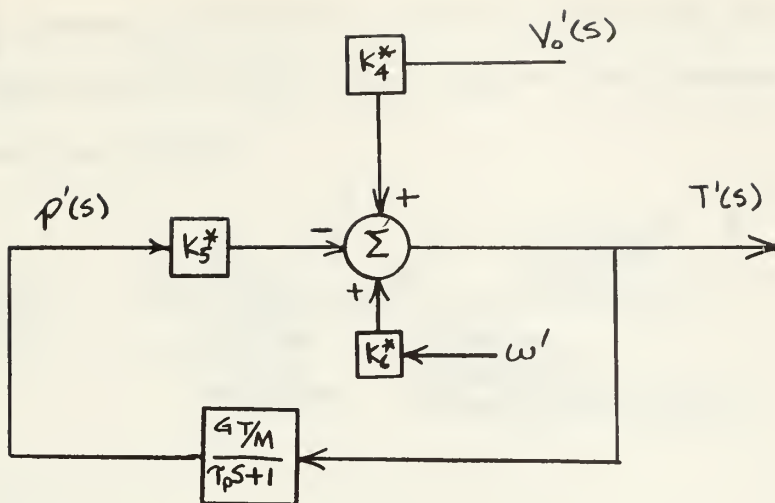 V₀'(s)
K₄*
+
p'(s)
K₅*
−
Σ
T'(s)
+
K₆*
ω'
GT/M
τₚS+1